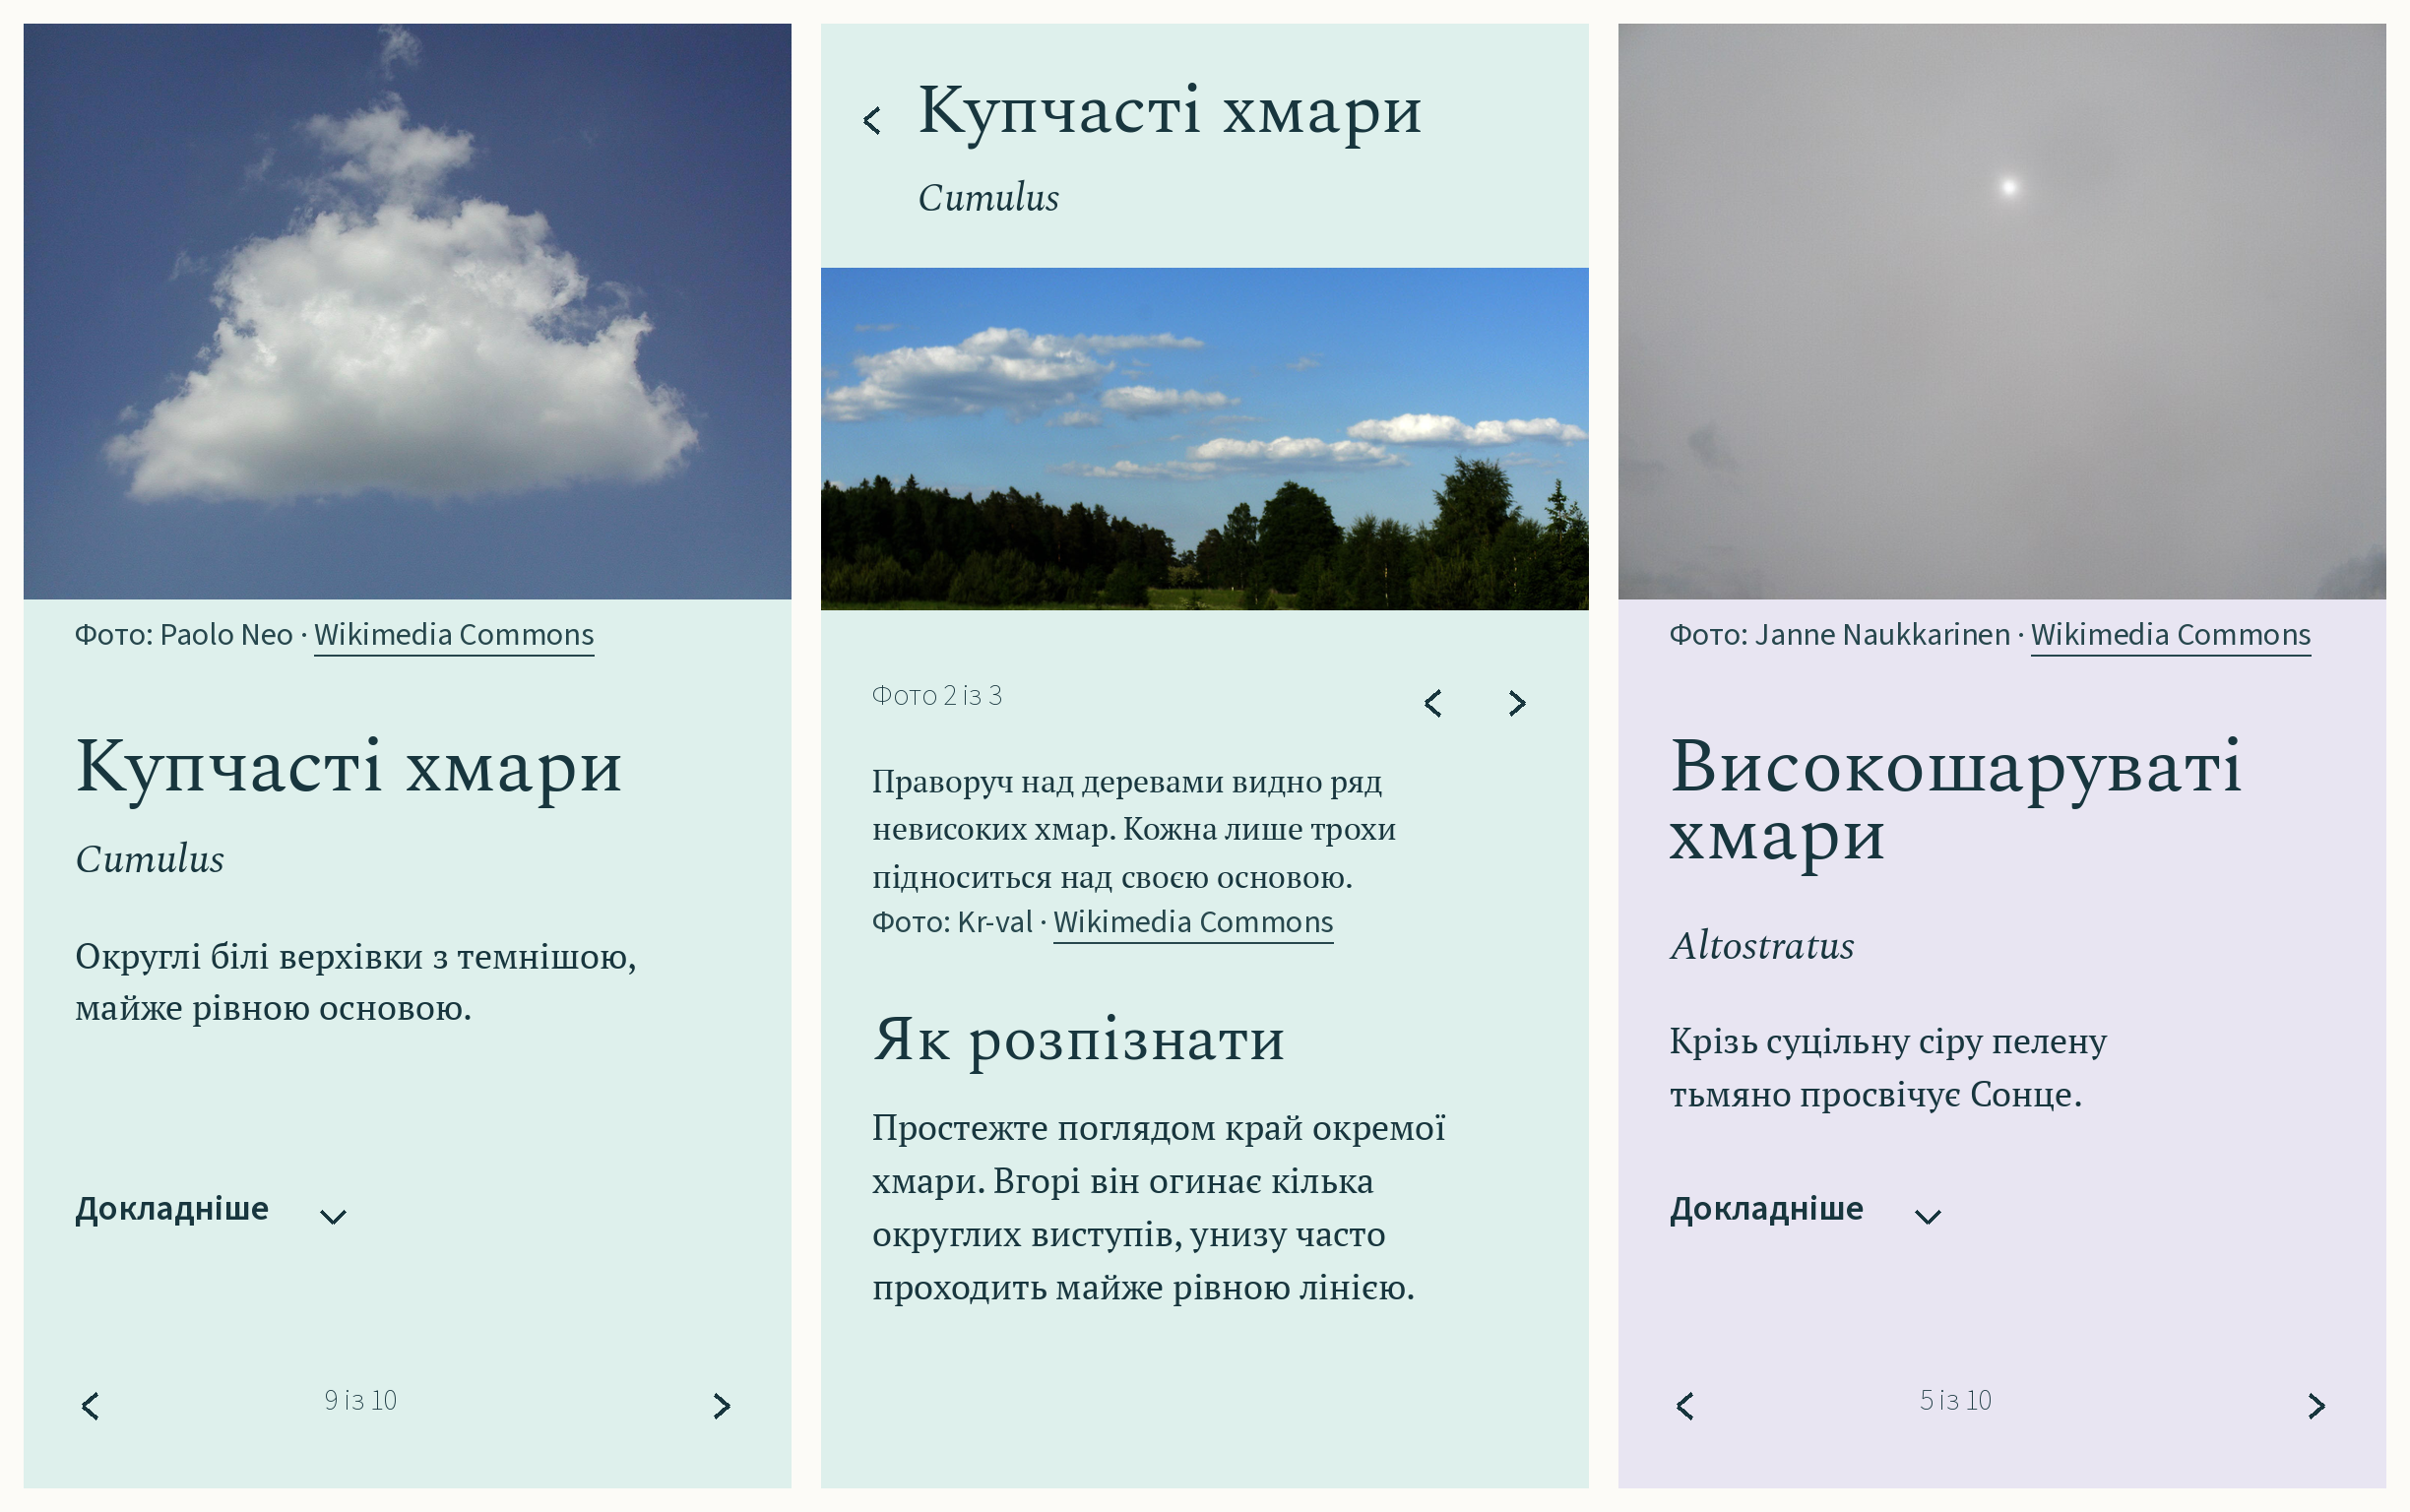 Фото: Paolo Neo · Wikimedia Commons
Купчасті хмари
Cumulus
Округлі білі верхівки з темнішою,
майже рівною основою.
Докладніше
9 із 10
Купчасті хмари
Cumulus
Фото 2 із 3
Праворуч над деревами видно ряд
невисоких хмар. Кожна лише трохи
підноситься над своєю основою.
Фото: Kr-val · Wikimedia Commons
Як розпізнати
Простежте поглядом край окремої
хмари. Вгорі він огинає кілька
округлих виступів, унизу часто
проходить майже рівною лінією.
Фото: Janne Naukkarinen · Wikimedia Commons
Високошаруваті
хмари
Altostratus
Крізь суцільну сіру пелену
тьмяно просвічує Сонце.
Докладніше
5 із 10